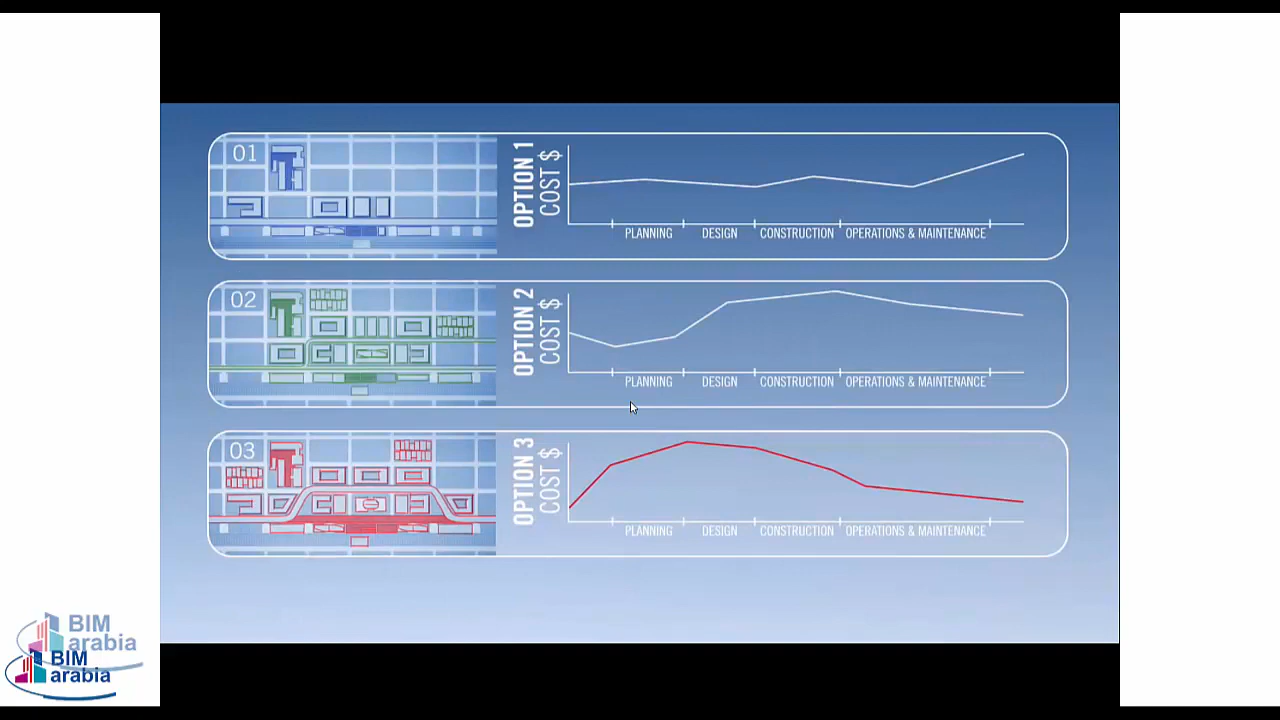 01
OPTION 1
COST $
PLANNING DESIGN CONSTRUCTION OPERATIONS & MAINTENANCE
02
OPTION 2
COST $
PLANNING DESIGN CONSTRUCTION OPERATIONS & MAINTENANCE
03
OPTION 3
COST $
PLANNING DESIGN CONSTRUCTION OPERATIONS & MAINTENANCE
BIM
arabia
BIM
arabia